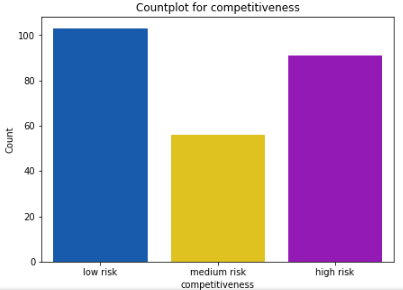 Countplot for competitiveness
100
80
60
40
20
0
Count
low risk medium risk high risk
competitiveness